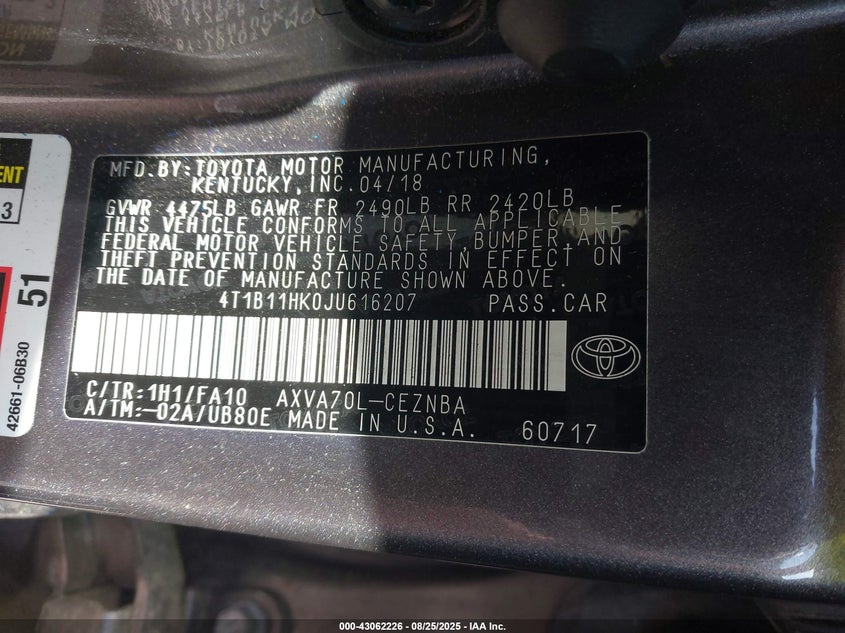 MFD.BY:TOYOTA MOTOR MANUFACTURING,
KENTUCKY, INC. 04/18
GVWR 4475LB GAWR FR 2490LB RR 2420LB
THIS VEHICLE CONFORMS TO ALL APPLICABLE
FEDERAL MOTOR VEHICLE SAFETY,BUMPER,AND
THEFT PREVENTION STANDARDS IN EFFECT ON
THE DATE OF MANUFACTURE SHOWN ABOVE.
4T1B11HK0JU616207 PASS.CAR
C/TR:1H1/FA10 AXVA70L-CEZNBA
A/TM:-02A/UB80E MADE IN U.S.A. 60717
51
42661-06B30
3
000-43062226 - 08/25/2025 - IAA Inc.